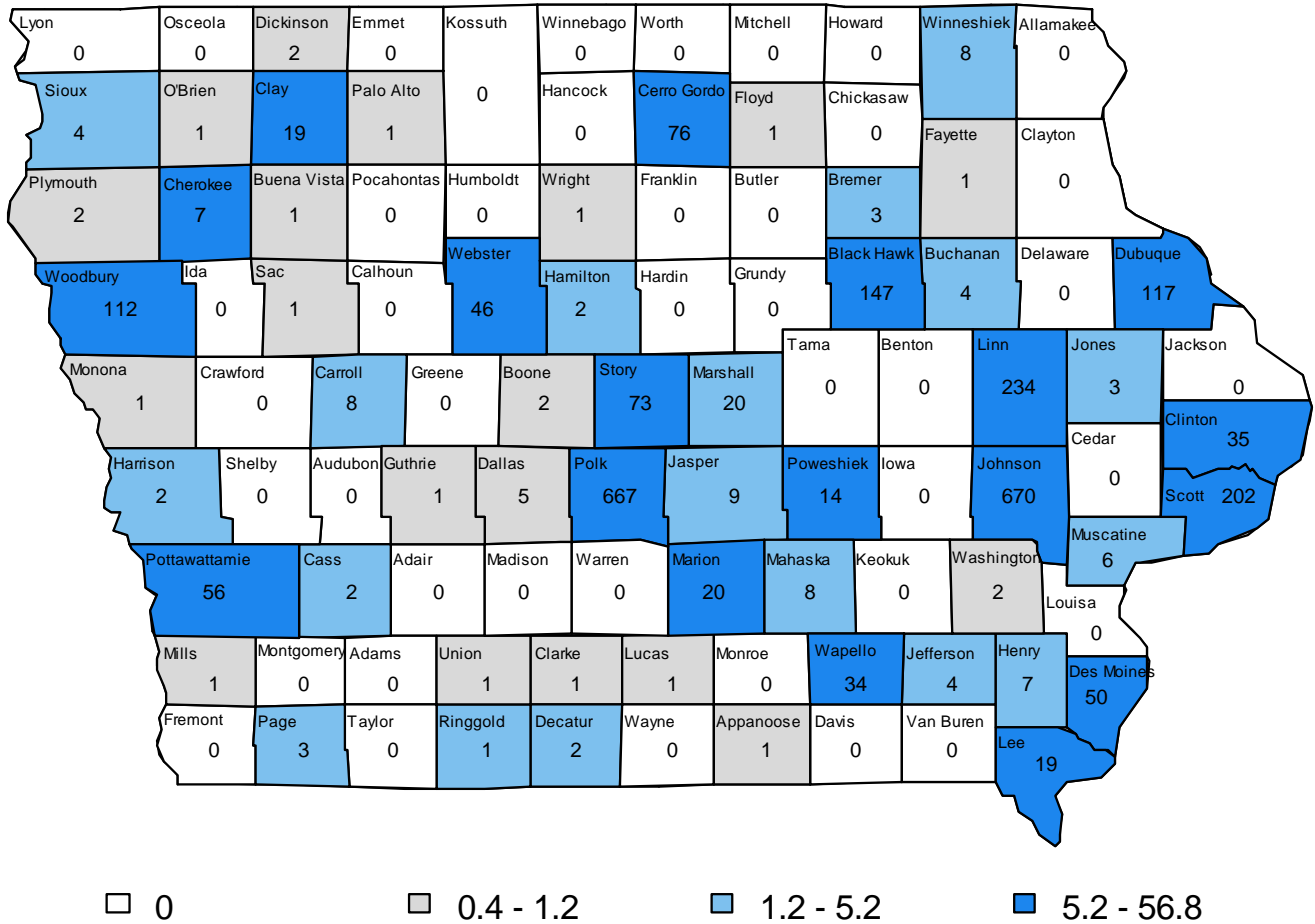 Lyon Osceola Dickinson Emmet Kossuth Winnebago Worth Mitchell Howard Winneshiek Allamakee
0 0 2 0 0 0 0 0 8 0
Sioux O'Brien Clay Palo Alto 0 Hancock Cerro Gordo Floyd Chickasaw
4 1 19 1 0 76 1 0
Fayette Clayton
1 0
Plymouth Cherokee Buena Vista Pocahontas Humboldt Wright Franklin Butler Bremer
2 7 1 0 0 1 0 0 3
Woodbury Ida Sac Calhoun Webster Hamilton Hardin Grundy Black Hawk Buchanan Delaware Dubuque
112 0 1 0 46 2 0 0 147 4 0 117
Monona Crawford Carroll Greene Boone Story Marshall Tama Benton Linn Jones Jackson
1 0 8 0 2 73 20 0 0 234 3 0
Clinton
35
Harrison Shelby Audubon Guthrie Dallas Polk Jasper Poweshiek Iowa Johnson Cedar Scott 202
2 0 0 1 5 667 9 14 0 670 0
Pottawattamie Cass Adair Madison Warren Marion Mahaska Keokuk Washington Muscatine
56 2 0 0 0 20 8 0 2 6
Louisa
0
Mills Montgomery Adams Union Clarke Lucas Monroe Wapello Jefferson Henry Des Moines
1 0 0 1 1 1 0 34 4 7 50
Fremont Page Taylor Ringgold Decatur Wayne Appanoose Davis Van Buren Lee
0 3 0 1 2 0 1 0 0 19
0 0.4 - 1.2 1.2 - 5.2 5.2 - 56.8